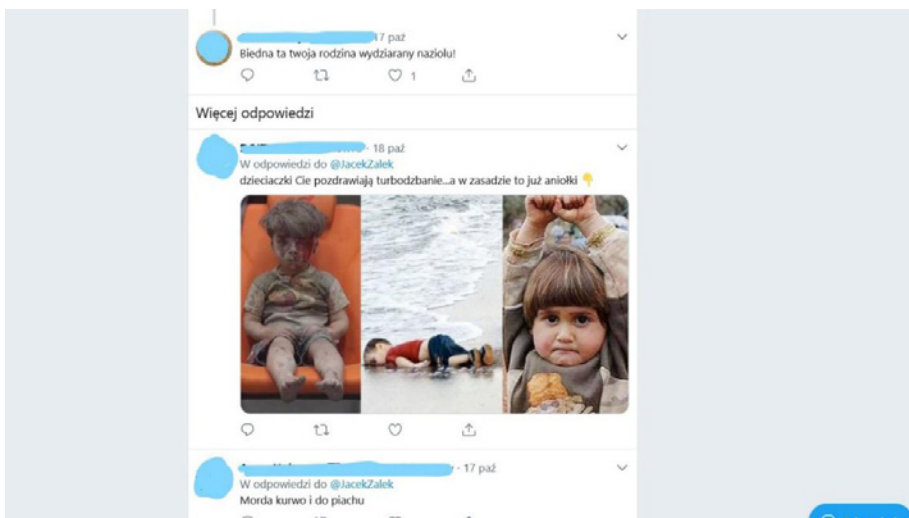 17 paź
Biedna ta twoja rodzina wydziarany naziolu!
1
Więcej odpowiedzi
· 18 paź
W odpowiedzi do @JacekZalek
dzieciaczki Cie pozdrawiają turbodzbanie...a w zasadzie to już aniołki 👇
· 17 paź
W odpowiedzi do @JacekZalek
Morda kurwo i do piachu